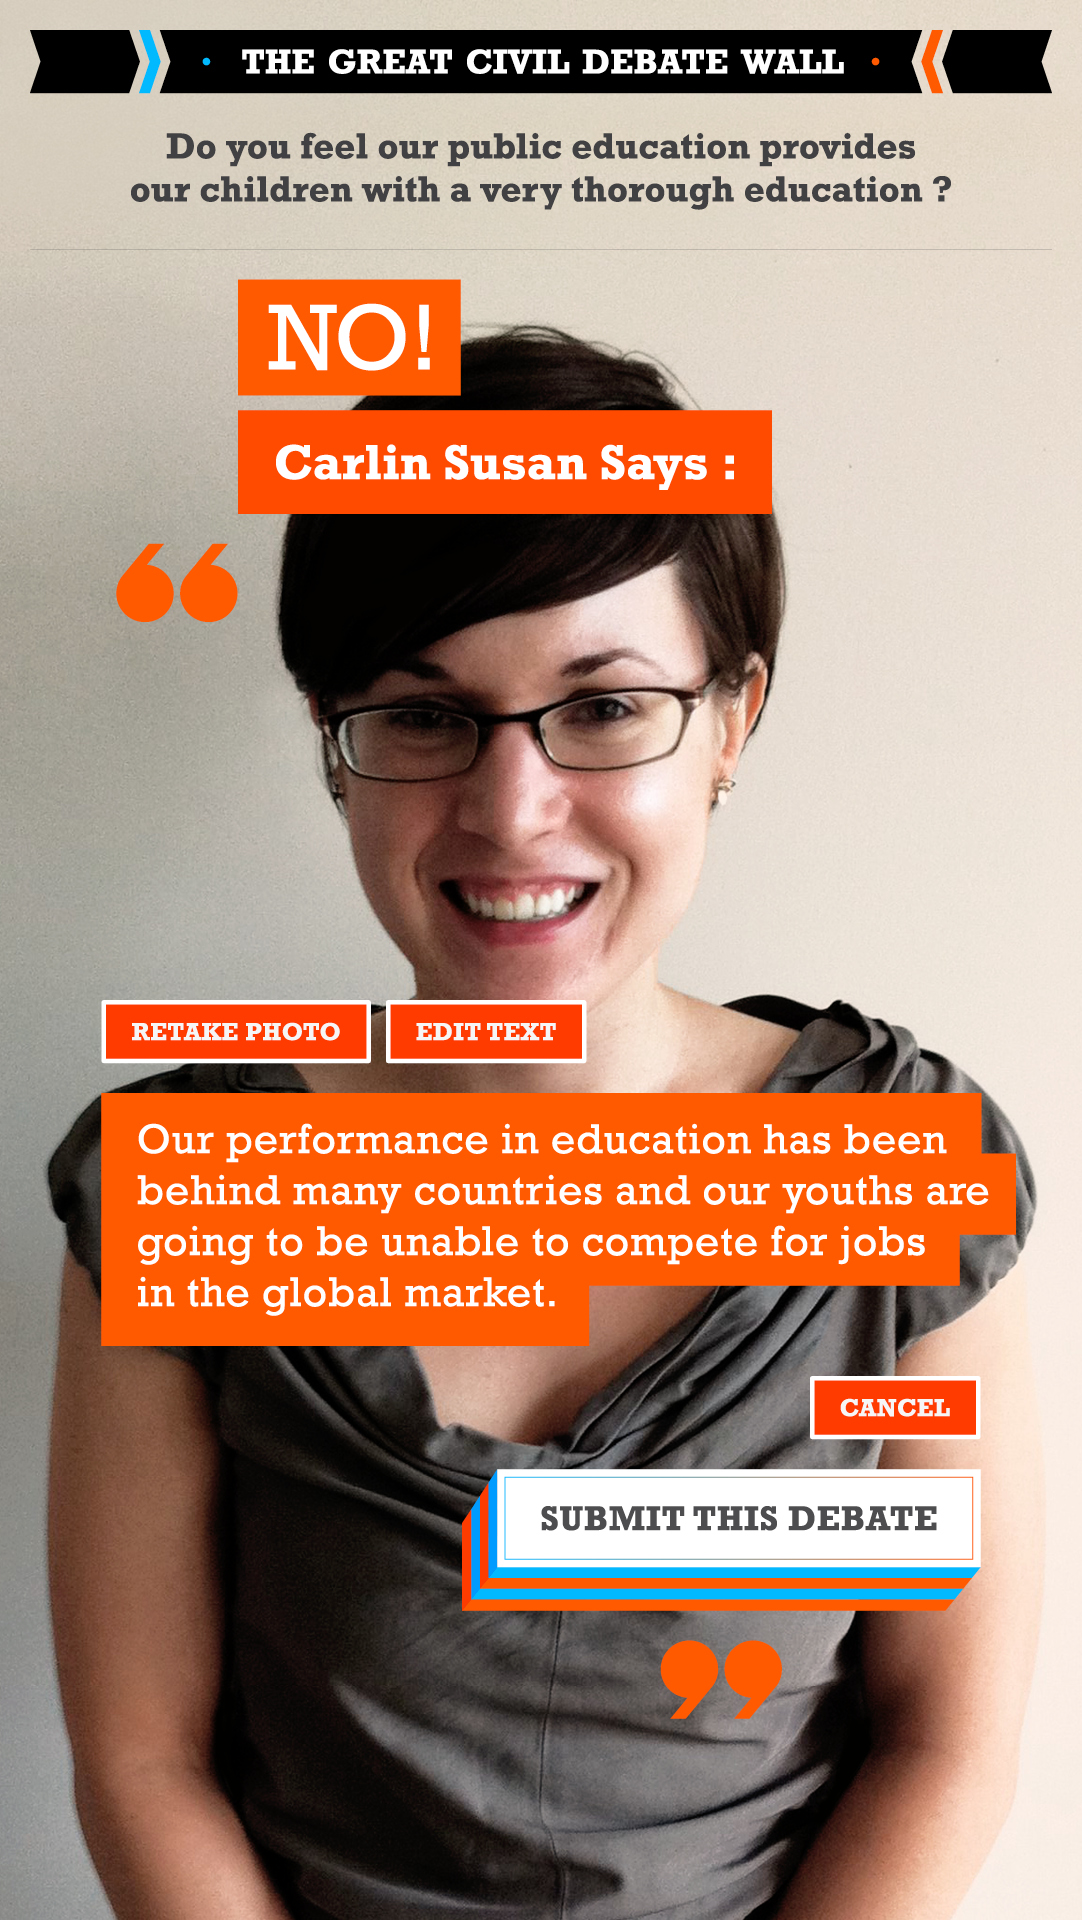 THE GREAT CIVIL DEBATE WALL
Do you feel our public education provides
our children with a very thorough education ?
NO!
Carlin Susan Says :
“
RETAKE PHOTO
EDIT TEXT
Our performance in education has been
behind many countries and our youths are
going to be unable to compete for jobs
in the global market.
CANCEL
SUBMIT THIS DEBATE
”